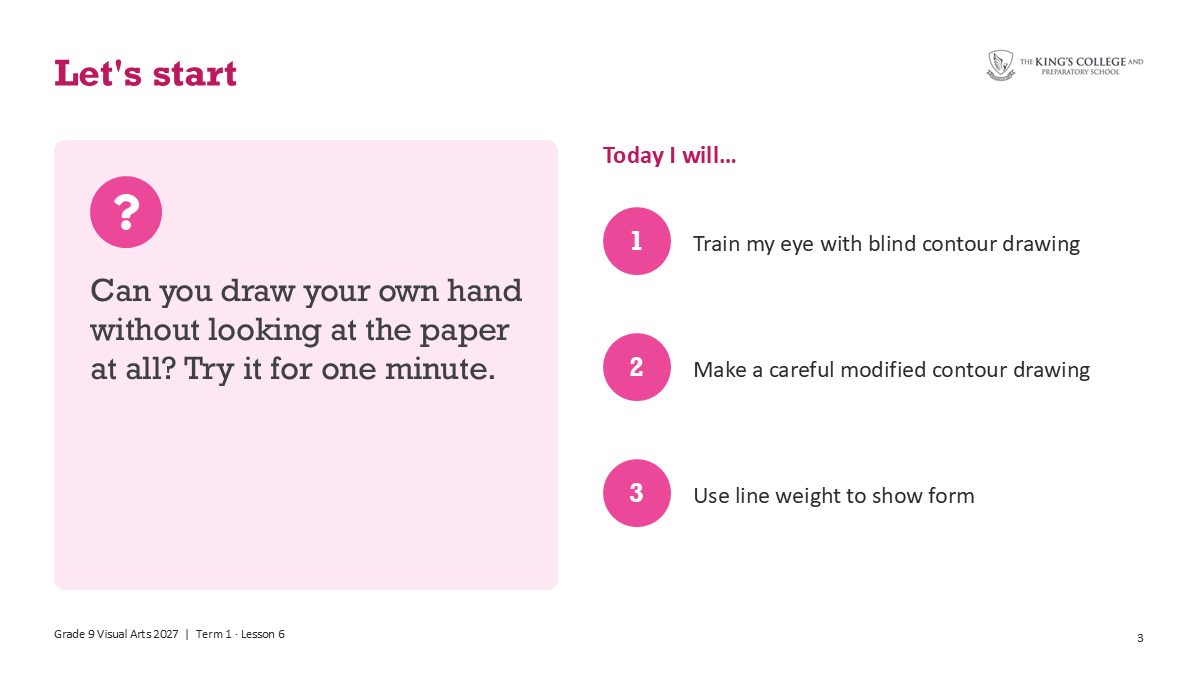 Let's start
THE KING'S COLLEGE AND
PREPARATORY SCHOOL
?
Can you draw your own hand
without looking at the paper
at all? Try it for one minute.
Today I will...
1
Train my eye with blind contour drawing
2
Make a careful modified contour drawing
3
Use line weight to show form
Grade 9 Visual Arts 2027 | Term 1 · Lesson 6
3